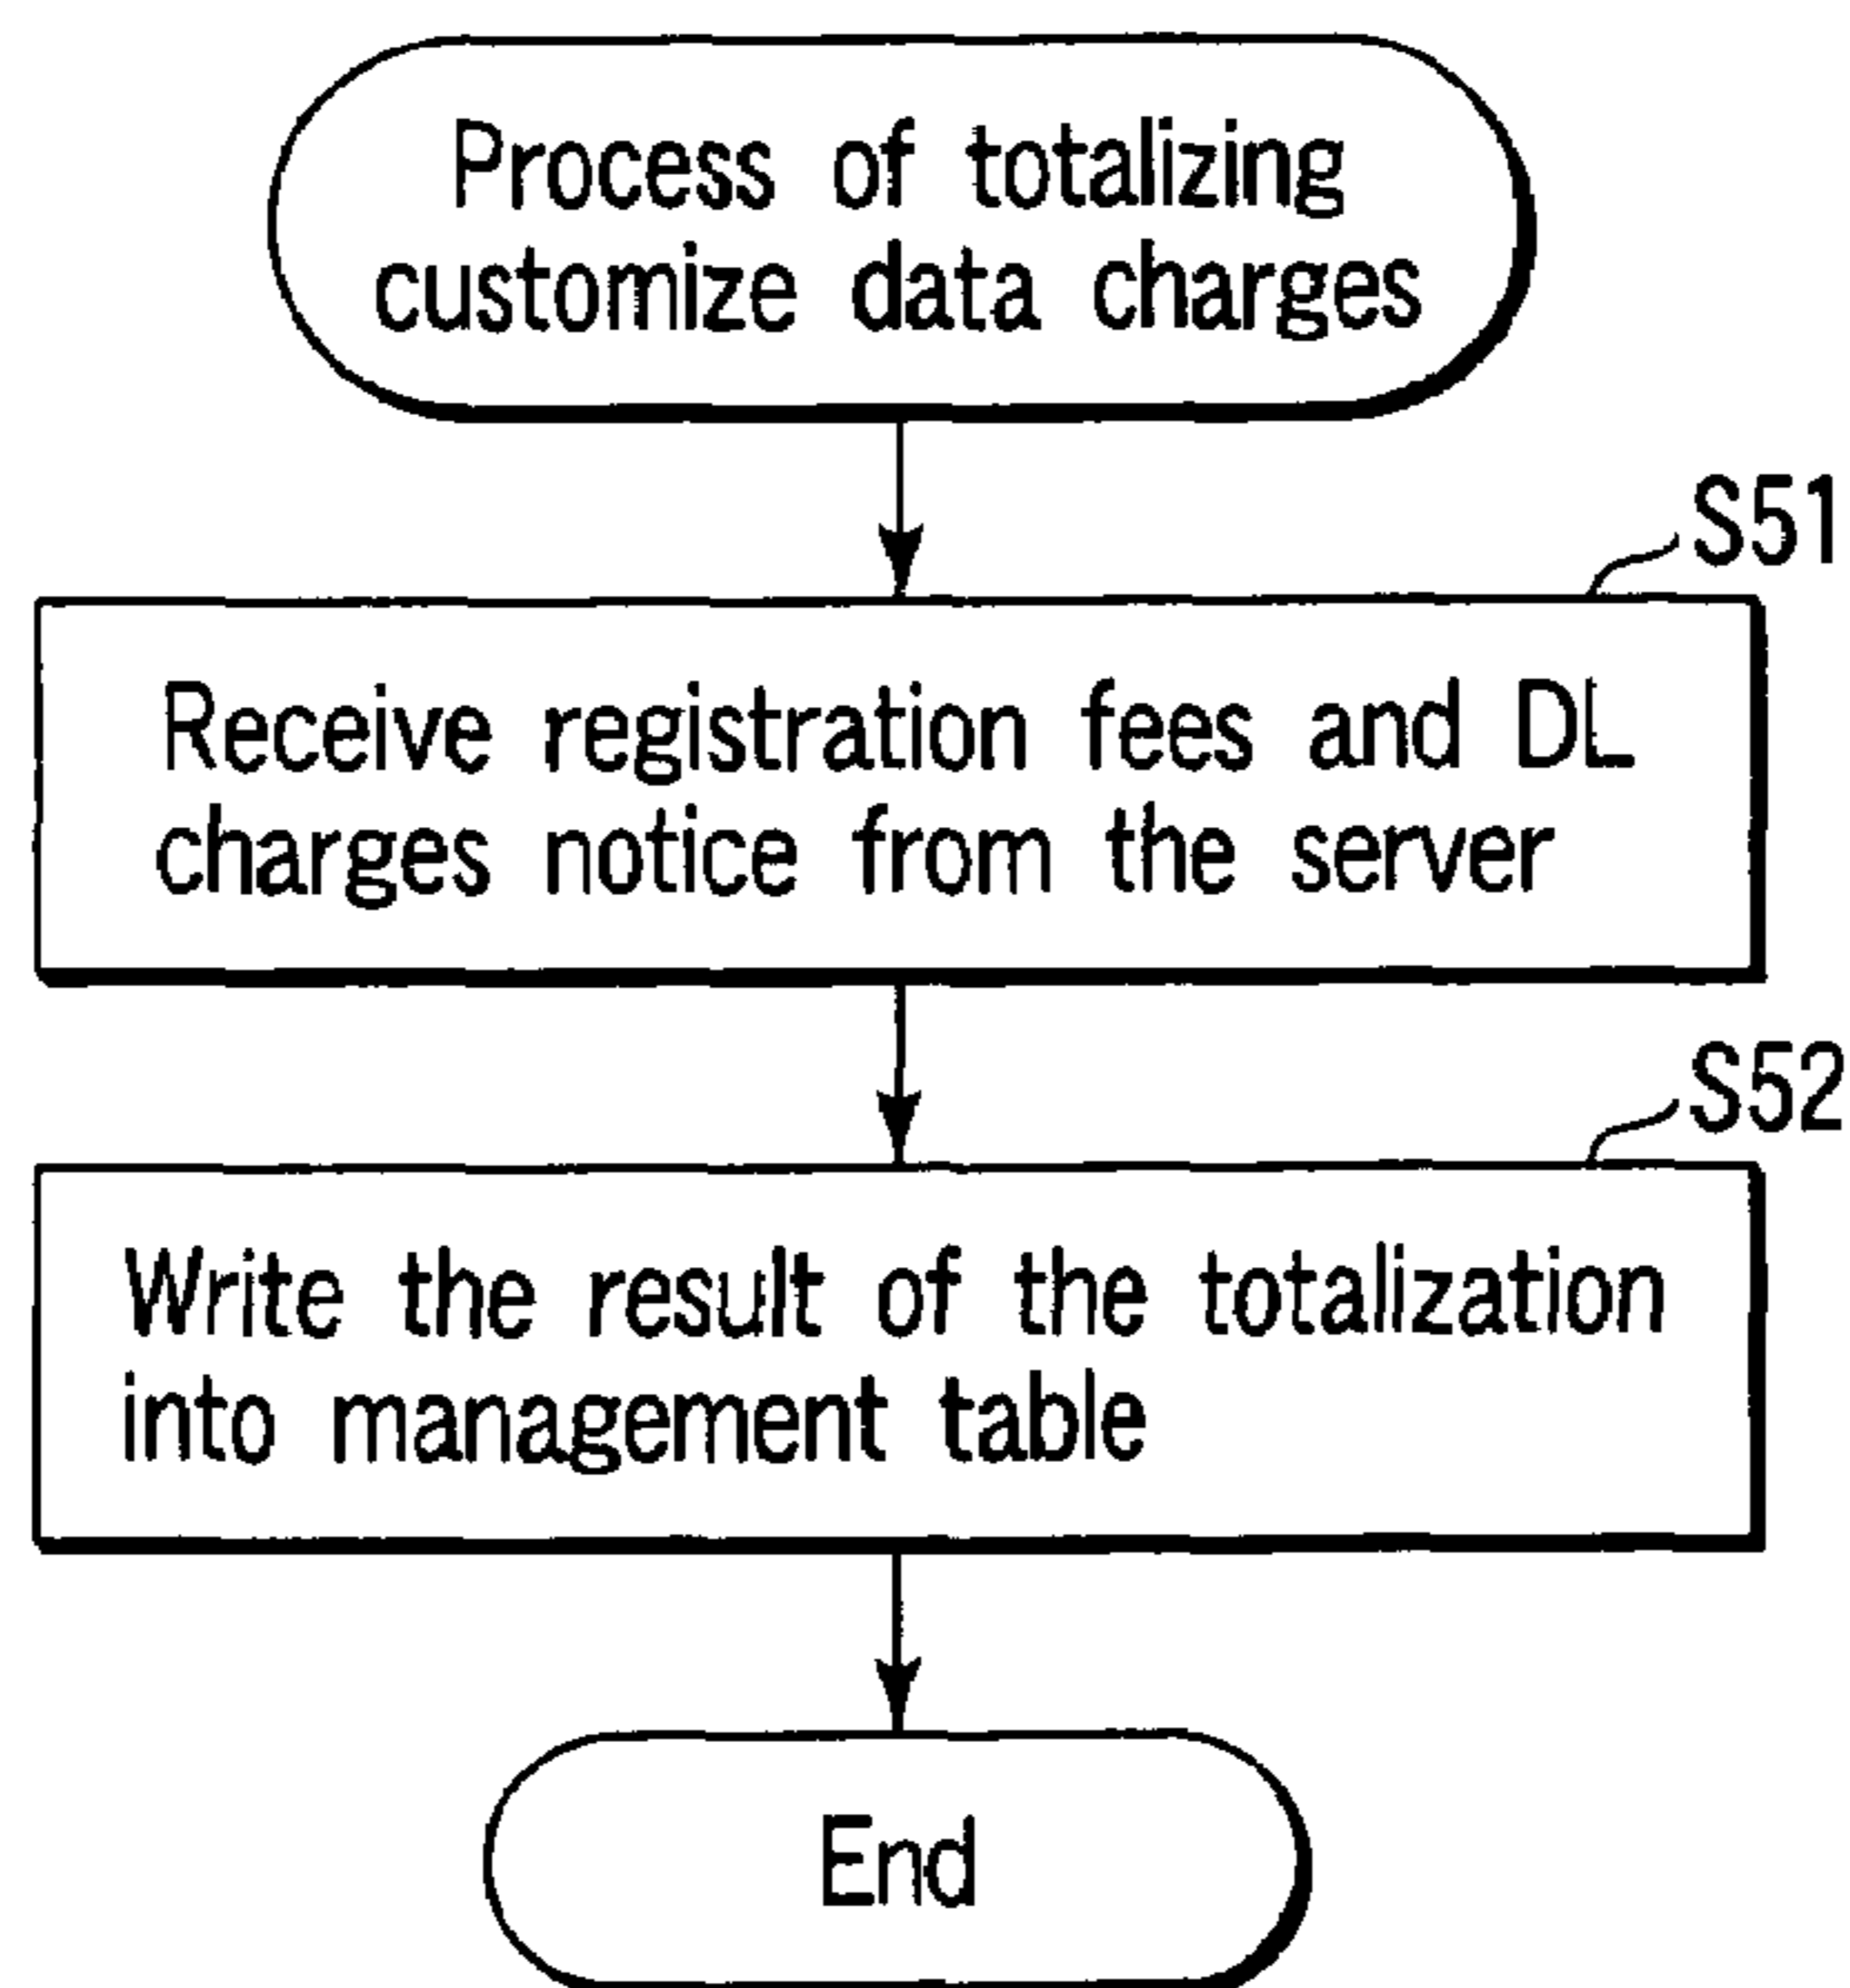 Process of totalizing
customize data charges
S51
Receive registration fees and DL
charges notice from the server
S52
Write the result of the totalization
into management table
End